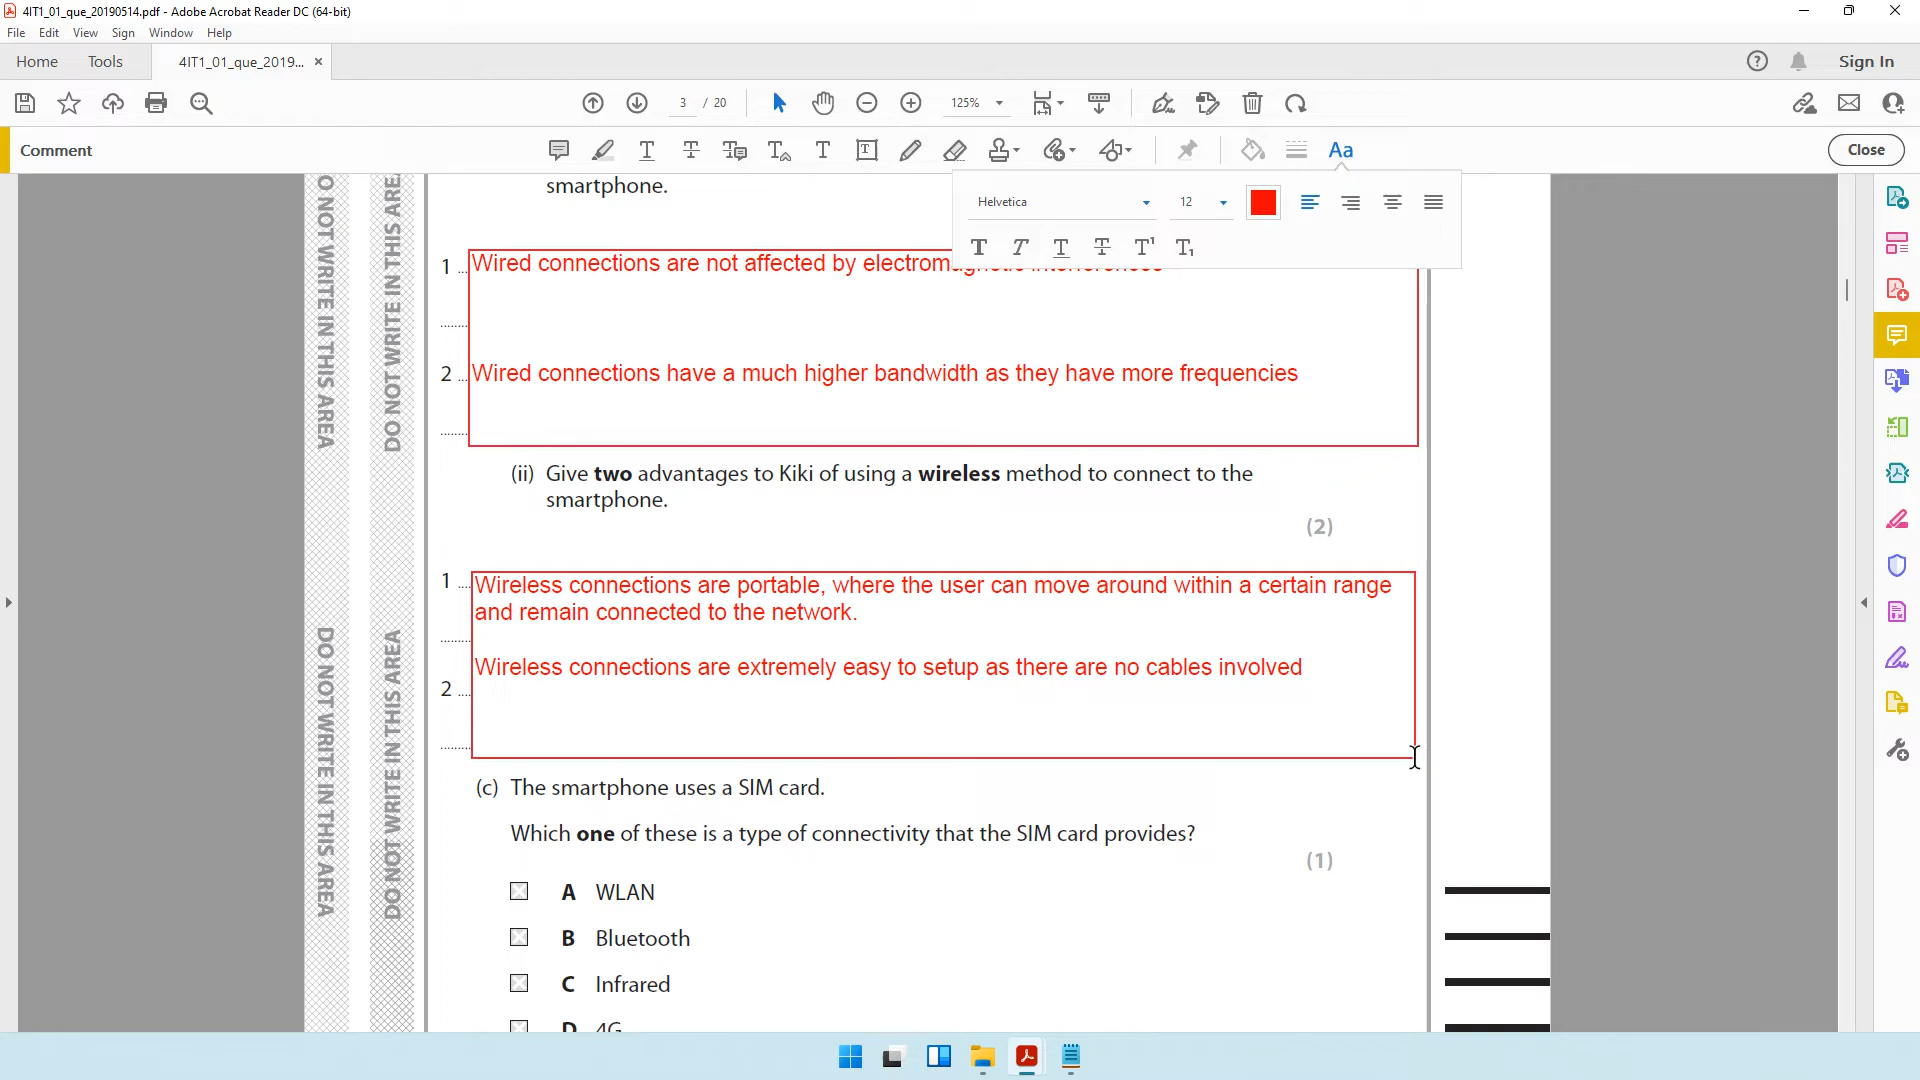 4IT1_01_que_20190514.pdf - Adobe Acrobat Reader DC (64-bit)
File Edit View Sign Window Help
Home Tools 4IT1_01_que_2019... × Sign In
3 / 20 125%
Comment Close
Helvetica 12
smartphone.
1 Wired connections are not affected by electromagnetic interferences
2 Wired connections have a much higher bandwidth as they have more frequencies
(ii) Give two advantages to Kiki of using a wireless method to connect to the
smartphone.
(2)
1 Wireless connections are portable, where the user can move around within a certain range
and remain connected to the network.
Wireless connections are extremely easy to setup as there are no cables involved
2
(c) The smartphone uses a SIM card.
Which one of these is a type of connectivity that the SIM card provides?
(1)
A WLAN
B Bluetooth
C Infrared
D 4G
O NOT WRITE IN THIS AREA
DO NOT WRITE IN THIS AREA
DO NOT WRITE IN THIS AREA
DO NOT WRITE IN THIS AREA